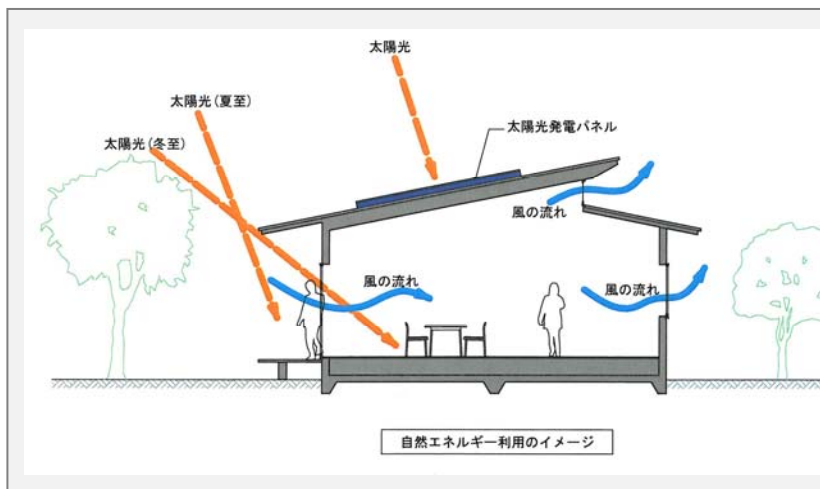 太陽光
太陽光（夏至）
太陽光発電パネル
太陽光（冬至）
風の流れ
風の流れ
風の流れ
自然エネルギー利用のイメージ